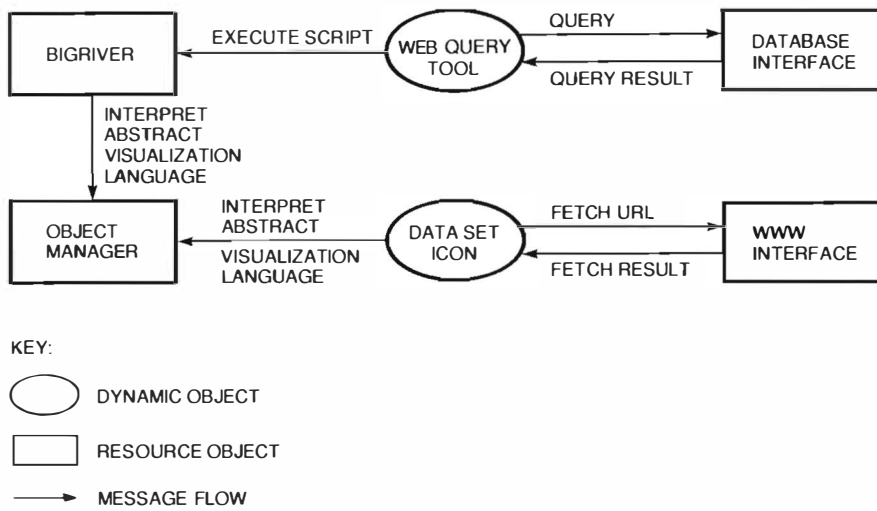 BIGRIVER
EXECUTE SCRIPT
WEB QUERY
TOOL
QUERY
QUERY RESULT
DATABASE
INTERFACE
INTERPRET
ABSTRACT
VISUALIZATION
LANGUAGE
OBJECT
MANAGER
INTERPRET
ABSTRACT
VISUALIZATION
LANGUAGE
DATA SET
ICON
FETCH URL
FETCH RESULT
WWW
INTERFACE
KEY:
DYNAMIC OBJECT
RESOURCE OBJECT
MESSAGE FLOW